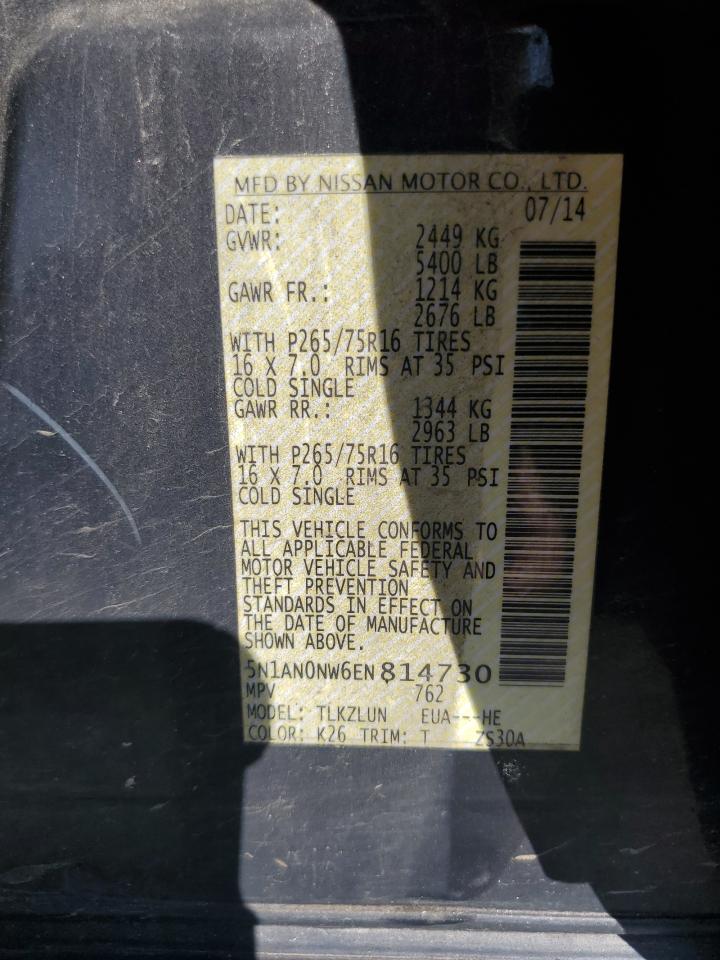 MFD BY NISSAN MOTOR CO., LTD.
DATE: 07/14
GVWR: 2449 KG
5400 LB
GAWR FR.: 1214 KG
2676 LB
WITH P265/75R16 TIRES
16 X 7.0 RIMS AT 35 PSI
COLD SINGLE
GAWR RR.: 1344 KG
2963 LB
WITH P265/75R16 TIRES
16 X 7.0 RIMS AT 35 PSI
COLD SINGLE
THIS VEHICLE CONFORMS TO
ALL APPLICABLE FEDERAL
MOTOR VEHICLE SAFETY AND
THEFT PREVENTION
STANDARDS IN EFFECT ON
THE DATE OF MANUFACTURE
SHOWN ABOVE.
5N1AN0NW6EN814730
MPV 762
MODEL: TLKZLUN EUA---HE
COLOR: K26 TRIM: T ZS30A